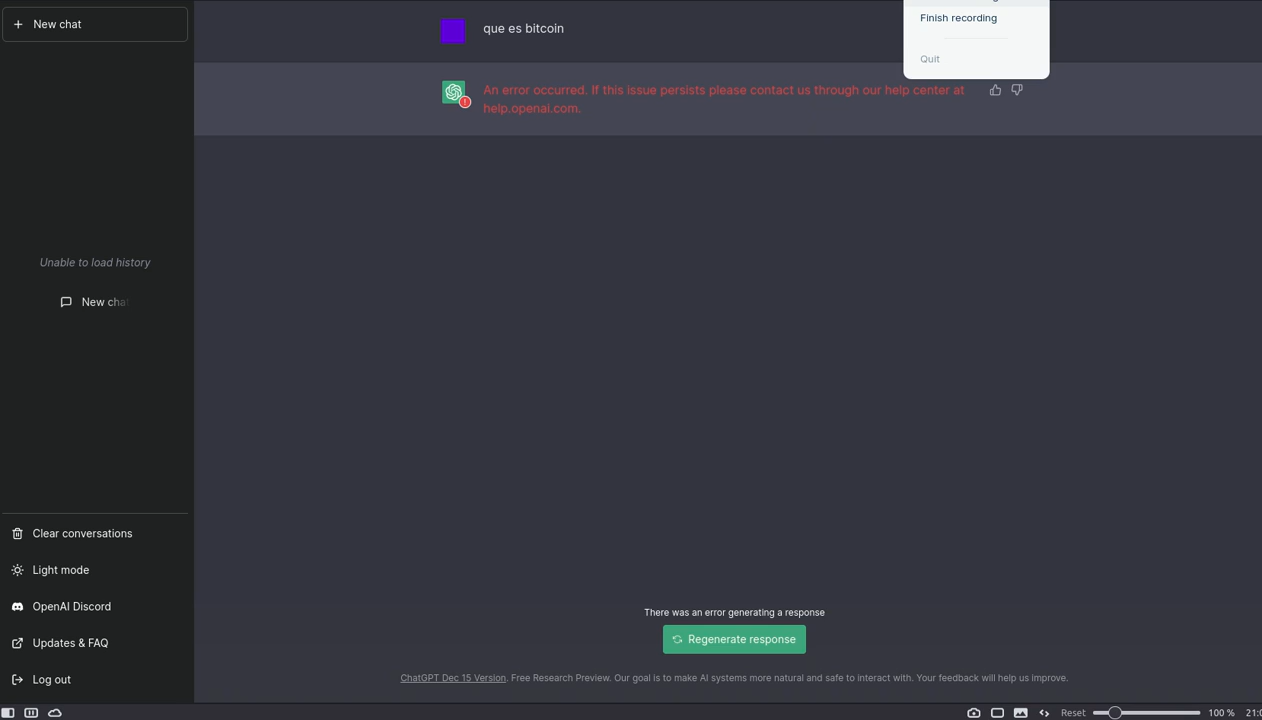 New chat
que es bitcoin
Finish recording
Quit
An error occurred. If this issue persists please contact us through our help center at
help.openai.com.
Unable to load history
New chat
Clear conversations
Light mode
OpenAI Discord
Updates & FAQ
Log out
There was an error generating a response
Regenerate response
ChatGPT Dec 15 Version. Free Research Preview. Our goal is to make AI systems more natural and safe to interact with. Your feedback will help us improve.
Reset
100 %